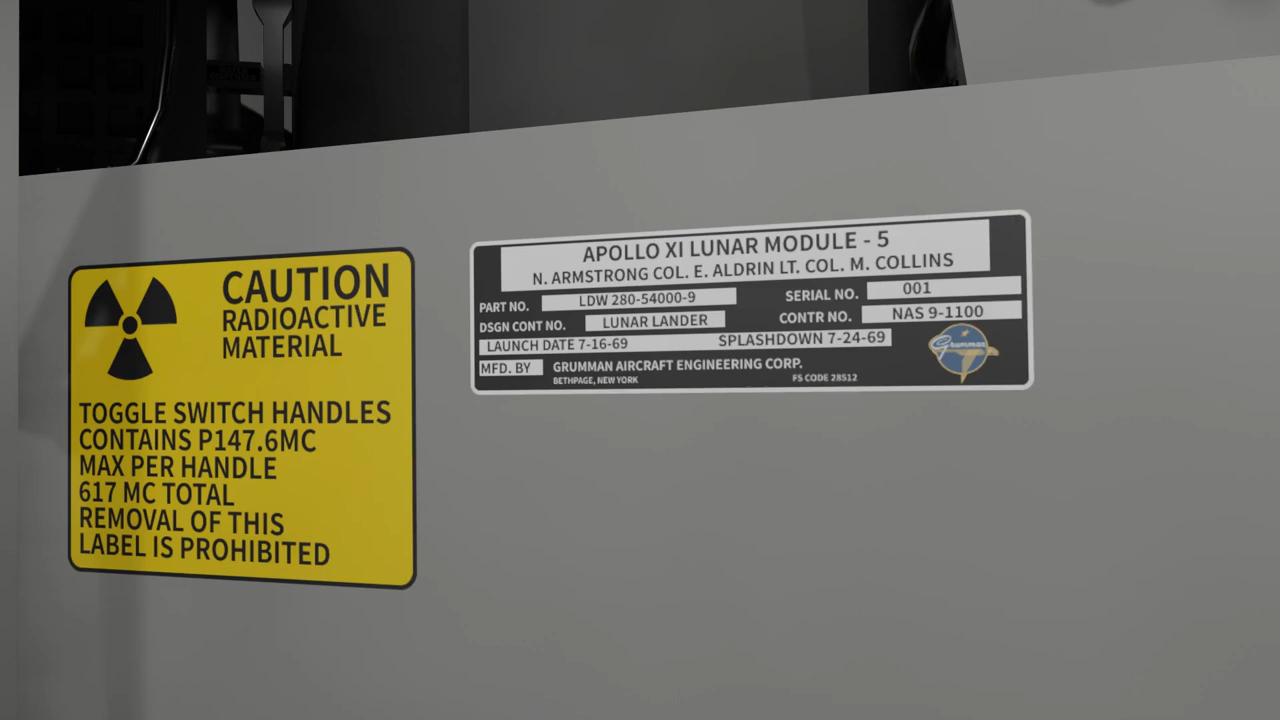 CAUTION
RADIOACTIVE
MATERIAL
TOGGLE SWITCH HANDLES
CONTAINS P147.6MC
MAX PER HANDLE
617 MC TOTAL
REMOVAL OF THIS
LABEL IS PROHIBITED
APOLLO XI LUNAR MODULE - 5
N. ARMSTRONG COL. E. ALDRIN LT. COL. M. COLLINS
PART NO. LDW 280-54000-9 SERIAL NO. 001
DSGN CONT NO. LUNAR LANDER CONTR NO. NAS 9-1100
LAUNCH DATE 7-16-69 SPLASHDOWN 7-24-69
Grumman
MFD. BY GRUMMAN AIRCRAFT ENGINEERING CORP.
BETHPAGE, NEW YORK FS CODE 28512